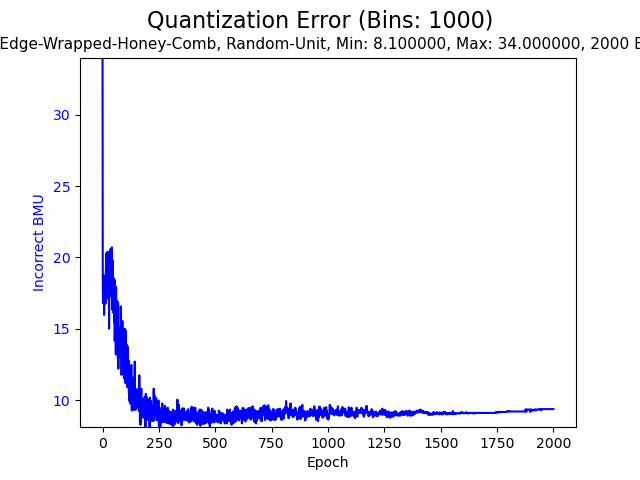 Quantization Error (Bins: 1000)
Edge-Wrapped-Honey-Comb, Random-Unit, Min: 8.100000, Max: 34.000000, 2000 E
30
25
20
15
10
Incorrect BMU
0 250 500 750 1000 1250 1500 1750 2000
Epoch